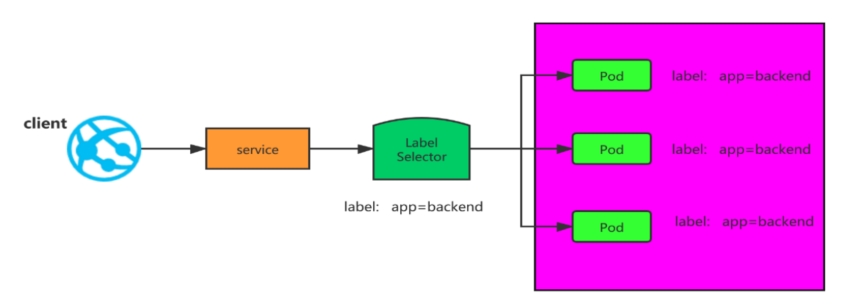 client
service
Label
Selector
label: app=backend
Pod
label: app=backend
Pod
label: app=backend
Pod
label: app=backend